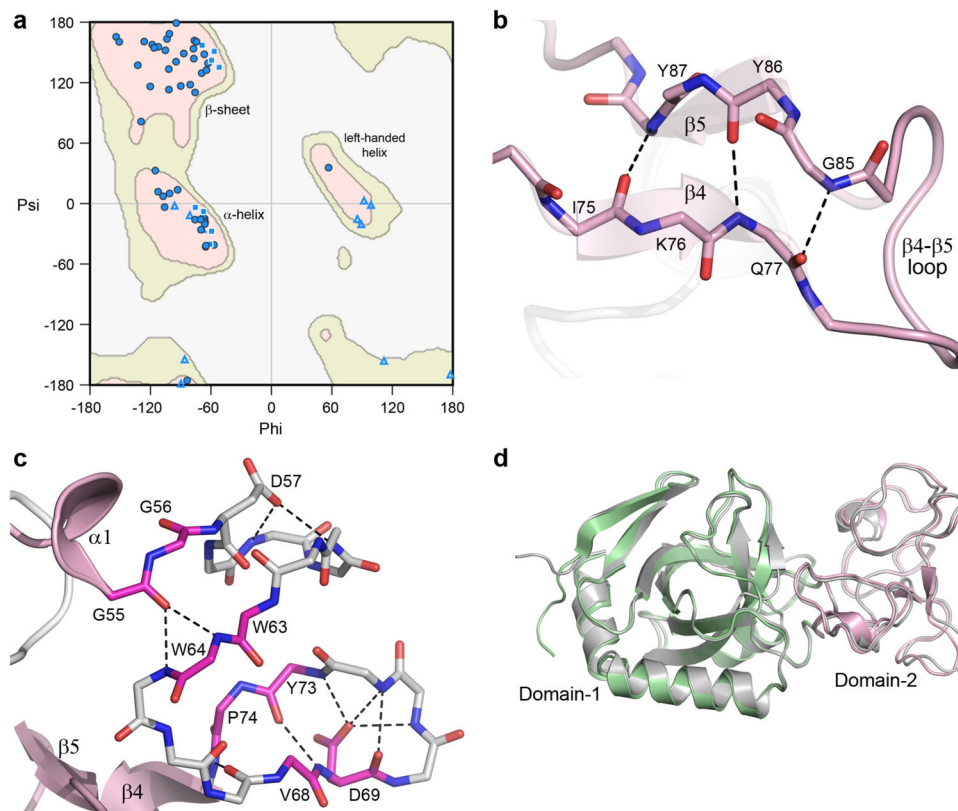 a
180
120
60
0
-60
-120
-180
Psi
-180
-120
-60
0
60
120
180
Phi
β-sheet
left-handed
helix
α-helix
b
Y87
Y86
β5
G85
I75
β4
K76
Q77
β4-β5
loop
c
D57
G56
α1
G55
W63
W64
Y73
P74
β5
β4
V68
D69
d
Domain-1
Domain-2